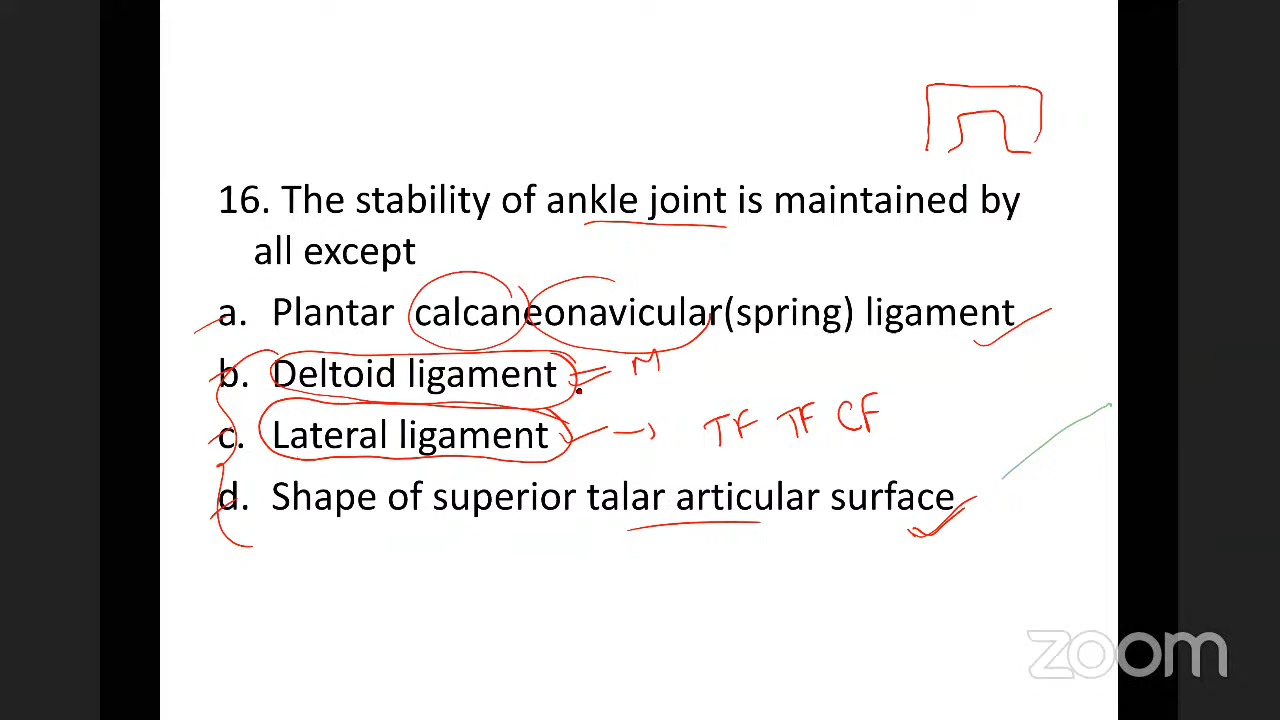 16. The stability of ankle joint is maintained by
all except
a. Plantar calcaneonavicular(spring) ligament
b. Deltoid ligament M
c. Lateral ligament TF TF CF
d. Shape of superior talar articular surface
zoom